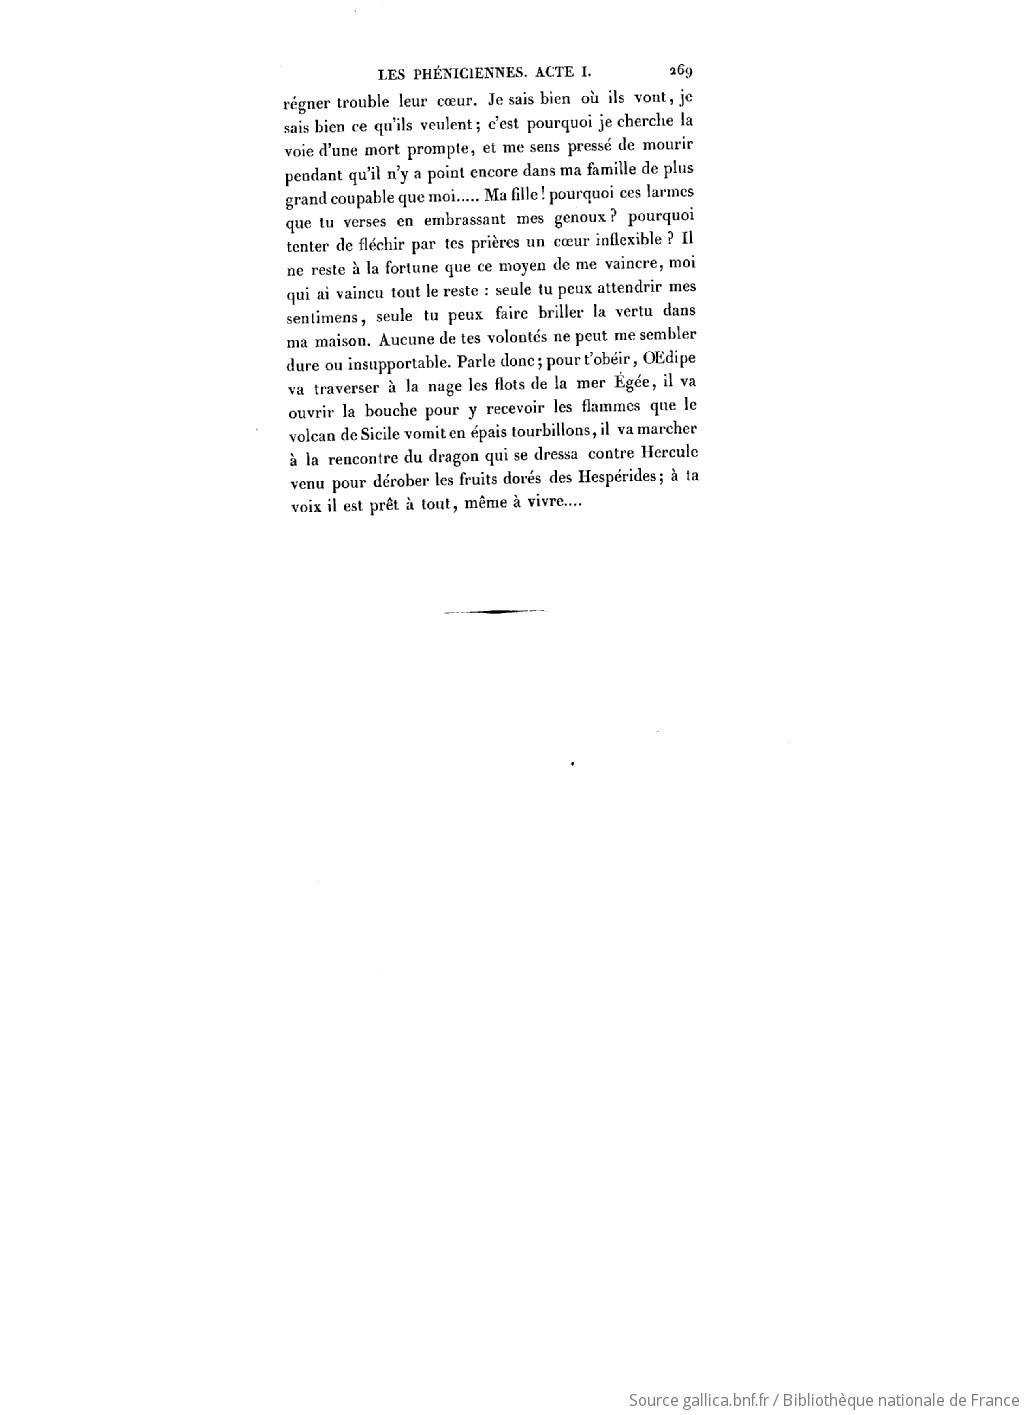 LES PHÉNICIENNES. ACTE I. 269
régner trouble leur cœur. Je sais bien où ils vont, je
sais bien ce qu'ils veulent; c'est pourquoi je cherche la
voie d'une mort prompte, et me sens pressé de mourir
pendant qu'il n'y a point encore dans ma famille de plus
grand coupable que moi..... Ma fille! pourquoi ces larmes
que tu verses en embrassant mes genoux? pourquoi
tenter de fléchir par tes prières un cœur inflexible? Il
ne reste à la fortune que ce moyen de me vaincre, moi
qui ai vaincu tout le reste : seule tu peux attendrir mes
sentimens, seule tu peux faire briller la vertu dans
ma maison. Aucune de tes volontés ne peut me sembler
dure ou insupportable. Parle donc; pour t'obéir, OEdipe
va traverser à la nage les flots de la mer Égée, il va
ouvrir la bouche pour y recevoir les flammes que le
volcan de Sicile vomit en épais tourbillons, il va marcher
à la rencontre du dragon qui se dressa contre Hercule
venu pour dérober les fruits dorés des Hespérides; à ta
voix il est prêt à tout, même à vivre....
Source gallica.bnf.fr / Bibliothèque nationale de France